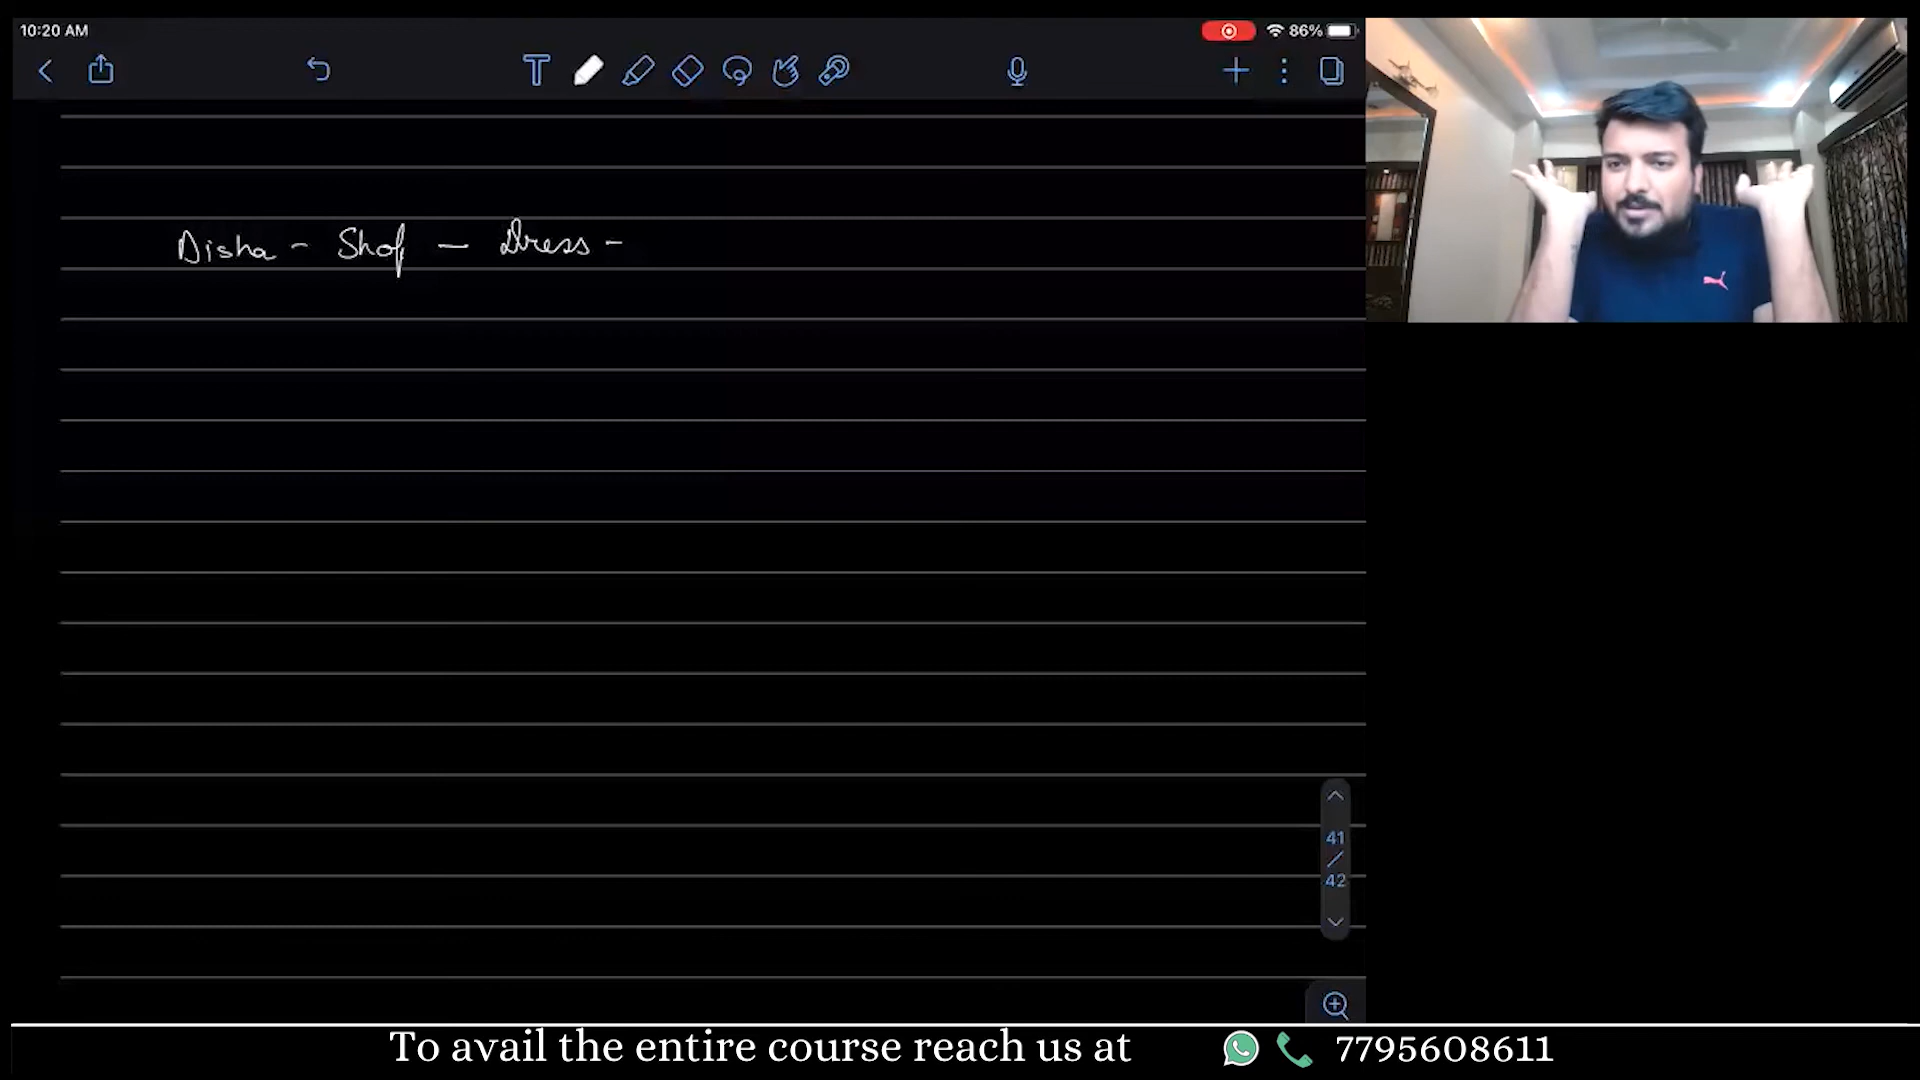 10:20 AM
86%
T
Disha - Shop - Dress -
41
/
42
To avail the entire course reach us at 7795608611